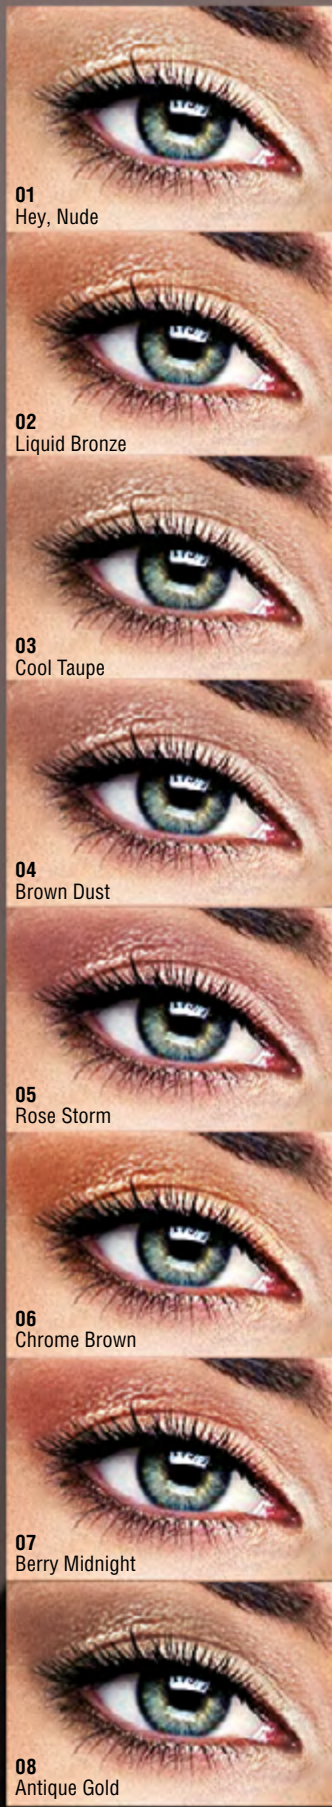 01
Hey, Nude
02
Liquid Bronze
03
Cool Taupe
04
Brown Dust
05
Rose Storm
06
Chrome Brown
07
Berry Midnight
08
Antique Gold